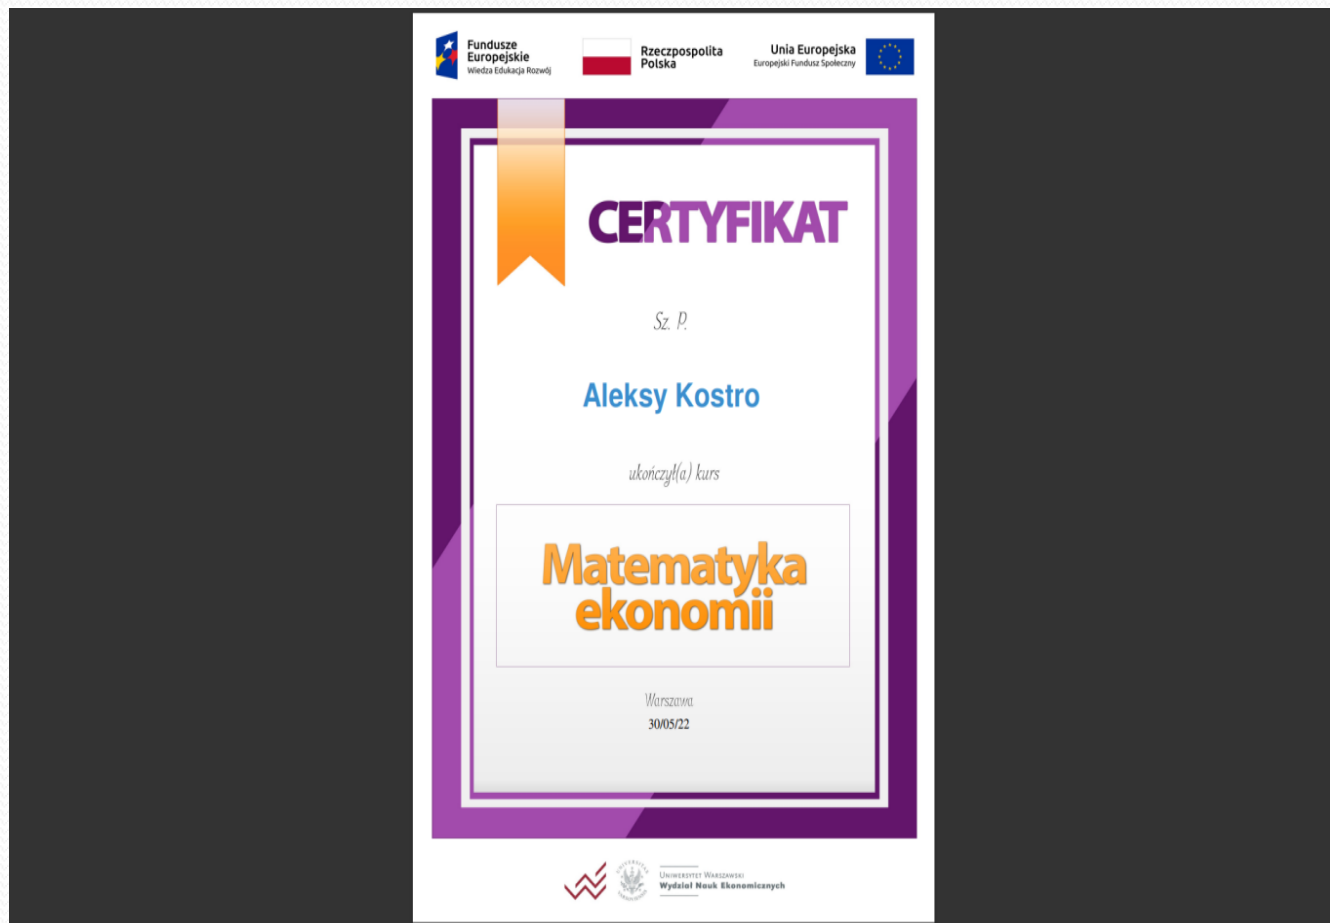 Fundusze
Europejskie
Wiedza Edukacja Rozwój
Rzeczpospolita
Polska
Unia Europejska
Europejski Fundusz Społeczny
CERTYFIKAT
Sz. P.
Aleksy Kostro
ukończył(a) kurs
Matematyka
ekonomii
Warszawa
30/05/22
Uniwersytet Warszawski
Wydział Nauk Ekonomicznych